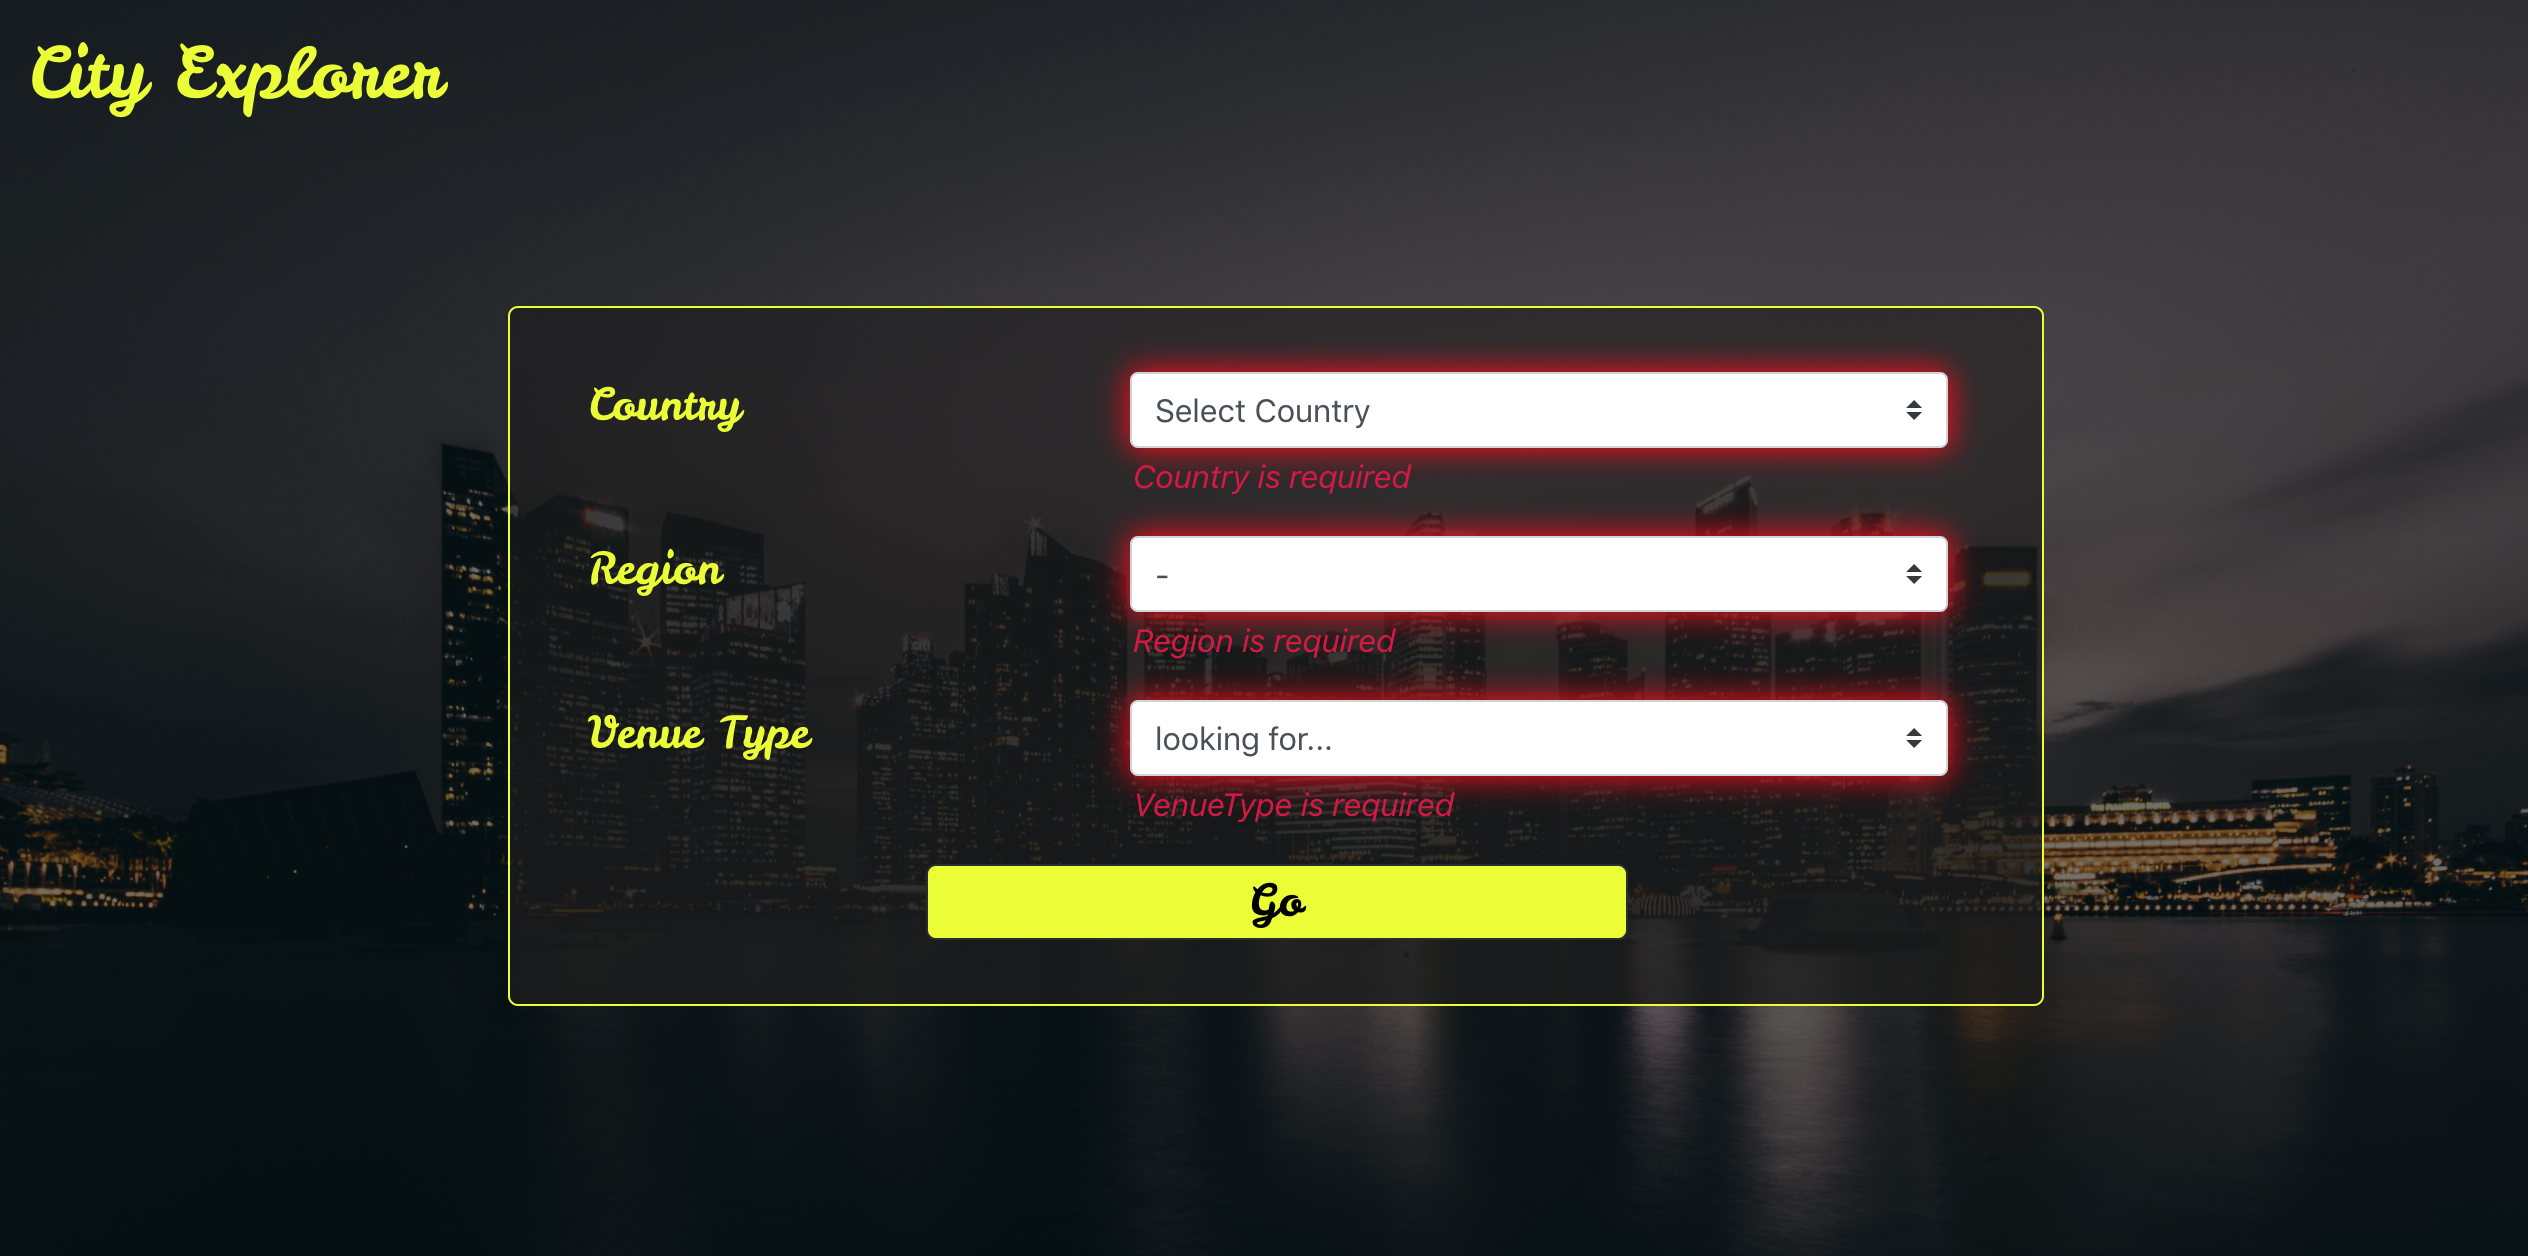 City Explorer
Country
Select Country
Country is required
Region
-
Region is required
Venue Type
looking for...
VenueType is required
Go